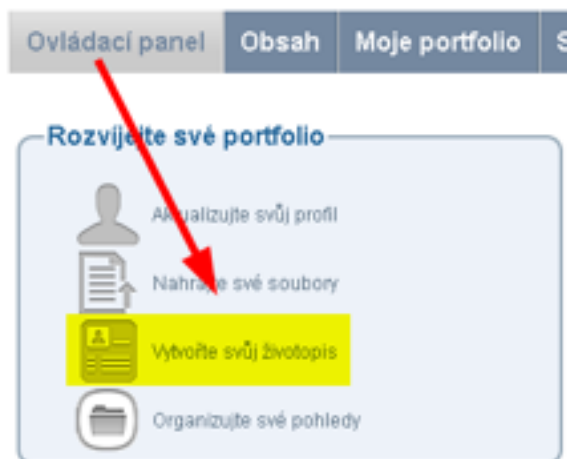 Ovládací panel Obsah Moje portfolio S
Rozvíjejte své portfolio
Aktualizujte svůj profil
Nahrajte své soubory
Vytvořte svůj životopis
Organizujte své pohledy